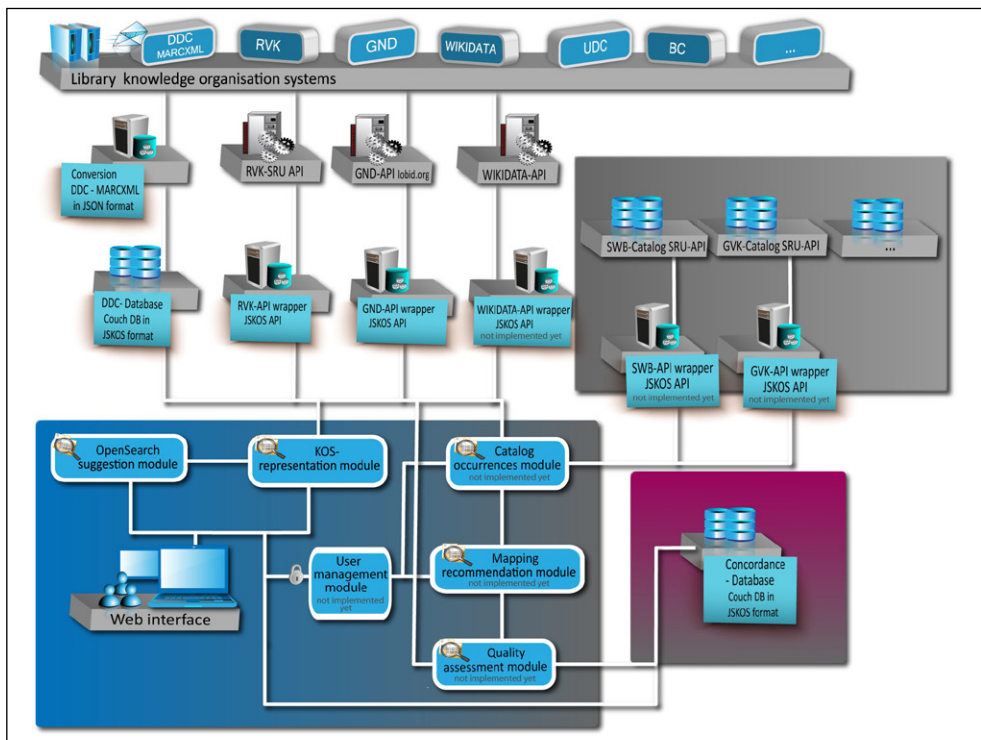 DDC
MARCXML
RVK
GND
WIKIDATA
UDC
BC
...
Library knowledge organisation systems
Conversion
DDC - MARCXML
in JSON format
RVK-SRU API
GND-API lobid.org
WIKIDATA-API
SWB-Catalog SRU-API
GVK-Catalog SRU-API
...
DDC- Database
Couch DB in
JSKOS format
RVK-API wrapper
JSKOS API
GND-API wrapper
JSKOS API
WIKIDATA-API wrapper
JSKOS API
not implemented yet
SWB-API wrapper
JSKOS API
not implemented yet
GVK-API wrapper
JSKOS API
not implemented yet
OpenSearch
suggestion module
KOS-
representation module
Catalog
occurrences module
not implemented yet
User
management
module
not implemented
yet
Mapping
recommendation module
not implemented yet
Concordance
- Database
Couch DB in
JSKOS format
Web interface
Quality
assessment module
not implemented yet